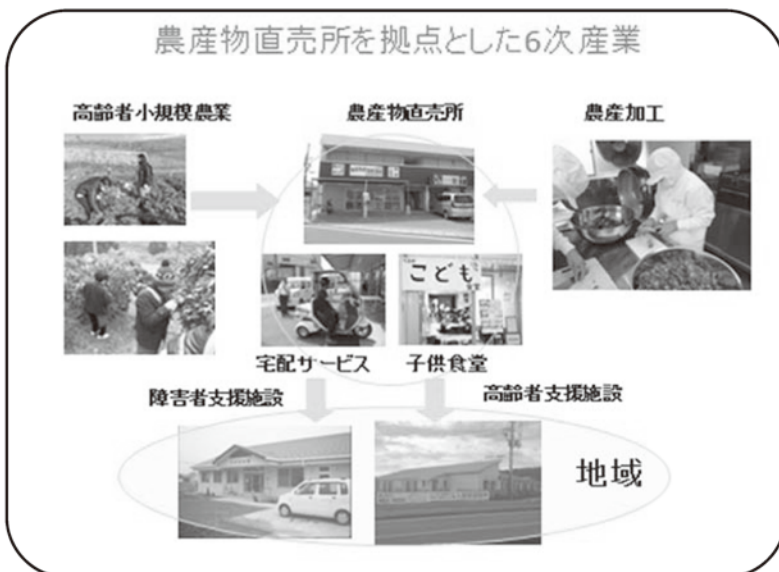 農産物直売所を拠点とした6次産業
高齢者小規模農業
農産物直売所
農産加工
こども
宅配サービス
子供食堂
障害者支援施設
高齢者支援施設
地域